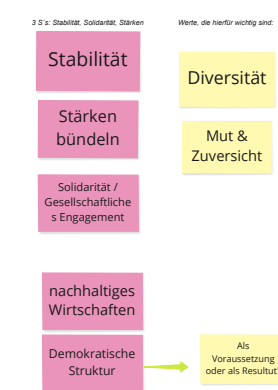 3 S´s: Stabilität, Solidarität, Stärken
Werte, die hierfür wichtig sind:
Stabilität
Diversität
Stärken
bündeln
Mut &
Zuversicht
Solidarität /
Gesellschaftliche
s Engagement
nachhaltiges
Wirtschaften
Demokratische
Struktur
Als
Voraussetzung
oder als Resultut